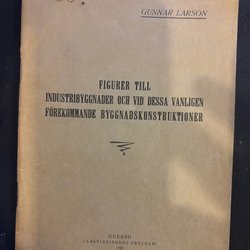 GUNNAR LARSON
FIGURER TILL
INDUSTRIBYGGNADER OCH VID DESSA VANLIGEN
FÖREKOMMANDE BYGGNADSKONSTRUKTIONER
ÖREBRO